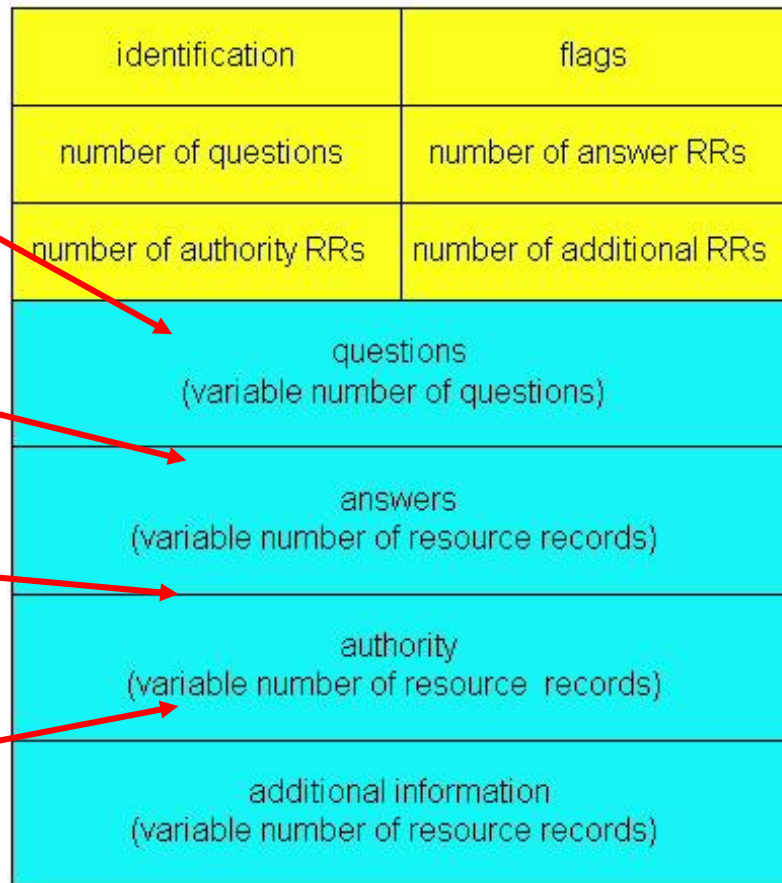 identification
flags
number of questions
number of answer RRs
number of authority RRs
number of additional RRs
questions
(variable number of questions)
answers
(variable number of resource records)
authority
(variable number of resource records)
additional information
(variable number of resource records)